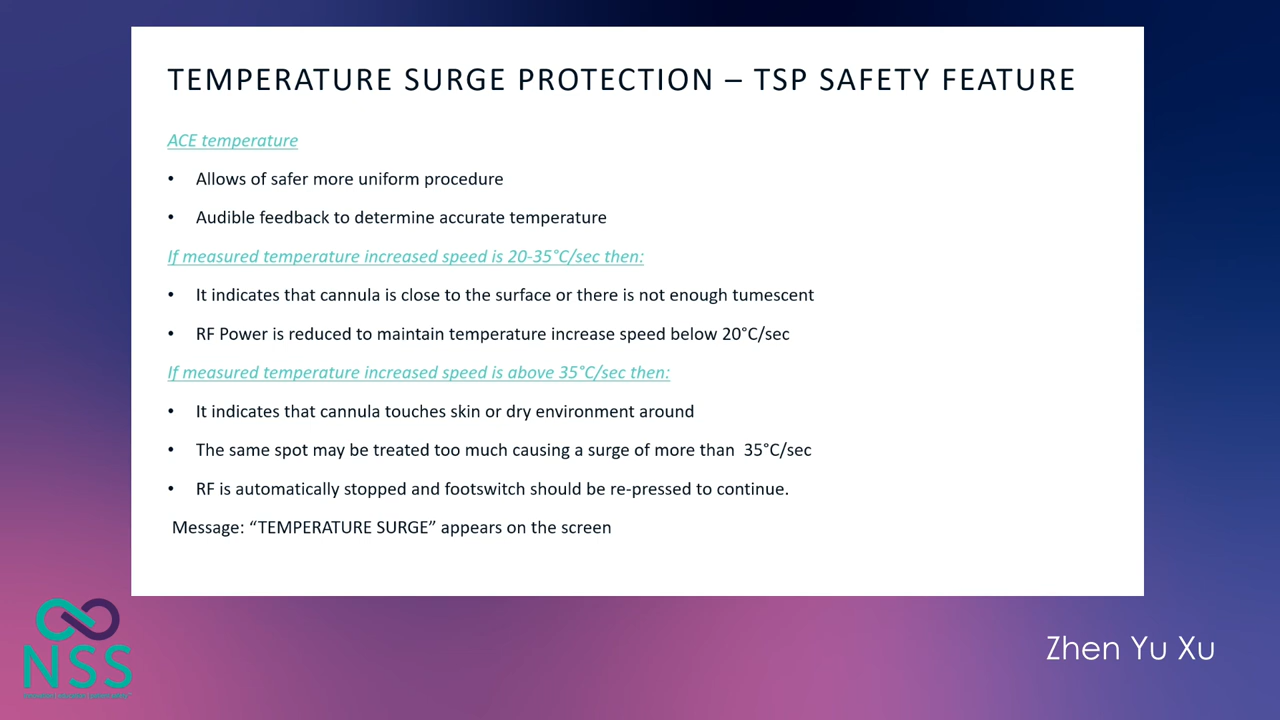 TEMPERATURE SURGE PROTECTION – TSP SAFETY FEATURE
ACE temperature
• Allows of safer more uniform procedure
• Audible feedback to determine accurate temperature
If measured temperature increased speed is 20-35°C/sec then:
• It indicates that cannula is close to the surface or there is not enough tumescent
• RF Power is reduced to maintain temperature increase speed below 20°C/sec
If measured temperature increased speed is above 35°C/sec then:
• It indicates that cannula touches skin or dry environment around
• The same spot may be treated too much causing a surge of more than  35°C/sec
• RF is automatically stopped and footswitch should be re-pressed to continue.
Message: “TEMPERATURE SURGE” appears on the screen
NSS
Zhen Yu Xu